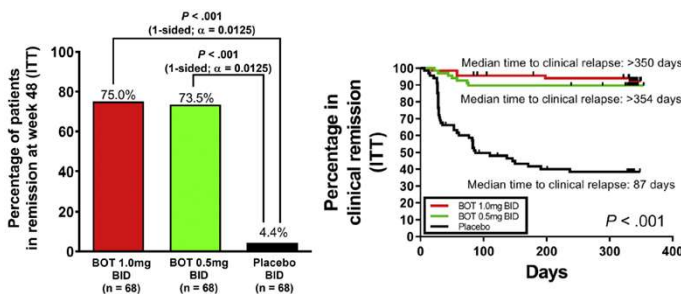 P < .001
(1-sided; α = 0.0125)
P < .001
(1-sided; α = 0.0125)
Percentage of patients
in remission at week 48 (ITT)
100
80
60
40
20
0
75.0%
73.5%
4.4%
BOT 1.0mg
BID
(n = 68)
BOT 0.5mg
BID
(n = 68)
Placebo
BID
(n = 68)
Percentage in
clinical remission
(ITT)
100
90
80
70
60
50
40
30
20
10
0
Median time to clinical relapse: >350 days
Median time to clinical relapse: >354 days
Median time to clinical relapse: 87 days
BOT 1.0mg BID
BOT 0.5mg BID
Placebo
P < .001
0
100
200
300
400
Days